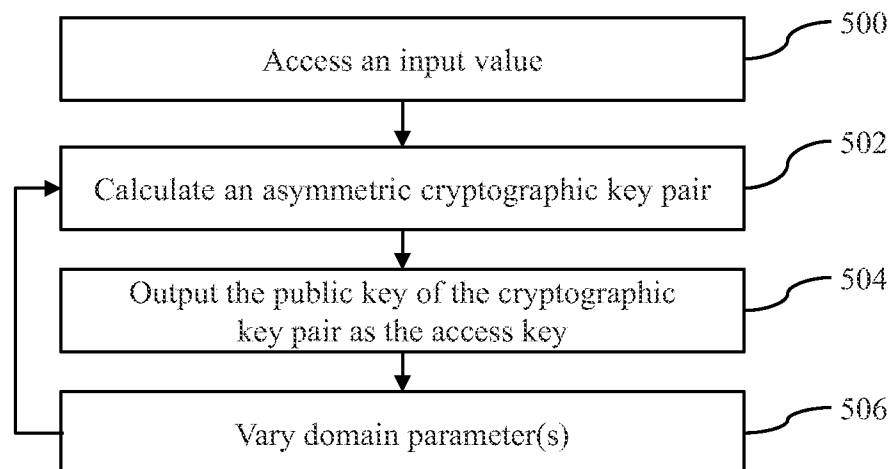 500
Access an input value
502
Calculate an asymmetric cryptographic key pair
504
Output the public key of the cryptographic
key pair as the access key
506
Vary domain parameter(s)